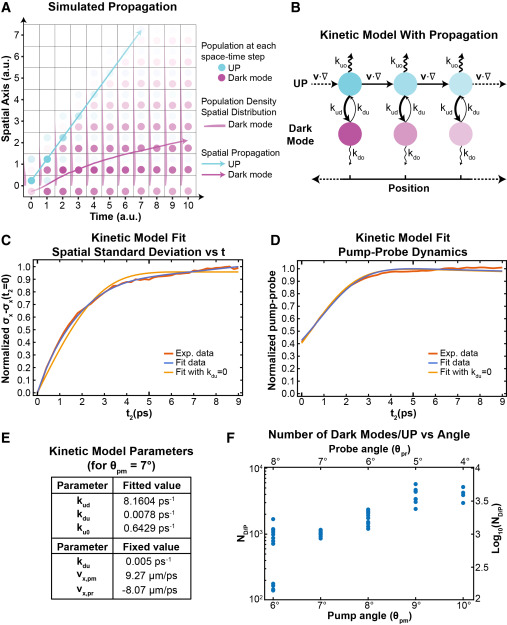 A
Simulated Propagation
Spatial Axis (a.u.)
7
6
5
4
3
2
1
0
0 1 2 3 4 5 6 7 8 9 10
Time (a.u.)
Population at each
space-time step
UP
Dark mode
Population Density
Spatial Distribution
Dark mode
Spatial Propagation
UP
Dark mode
B
Kinetic Model With Propagation
k_uo k_uo k_uo
UP v·∇ v·∇ v·∇
k_ud k_du k_ud k_du k_ud k_du
Dark
Mode
k_do k_do k_do
Position
C
Kinetic Model Fit
Spatial Standard Deviation vs t
Normalized σ_x-σ_x(t_2=0)
1.0
0.8
0.6
0.4
0.2
0.0
Exp. data
Fit data
Fit with k_du=0
0 1 2 3 4 5 6 7 8 9
t_2(ps)
D
Kinetic Model Fit
Pump-Probe Dynamics
Normalized pump-probe
1.0
0.9
0.8
0.7
0.6
0.5
0.4
0.3
0.2
0.1
Exp. data
Fit data
Fit with k_du=0
0 1 2 3 4 5 6 7 8 9
t_2(ps)
E
Kinetic Model Parameters
(for θ_pm = 7°)
Parameter Fitted value
k_ud 8.1604 ps⁻¹
k_du 0.0078 ps⁻¹
k_u0 0.6429 ps⁻¹
Parameter Fixed value
k_du 0.005 ps⁻¹
v_x,pm 9.27 μm/ps
v_x,pr -8.07 μm/ps
F
Number of Dark Modes/UP vs Angle
Probe angle (θ_pr)
8° 7° 6° 5° 4°
N_D/P
10⁴
10³
10²
4
3.5
3
2.5
2
Log_10(N_D/P)
6° 7° 8° 9° 10°
Pump angle (θ_pm)